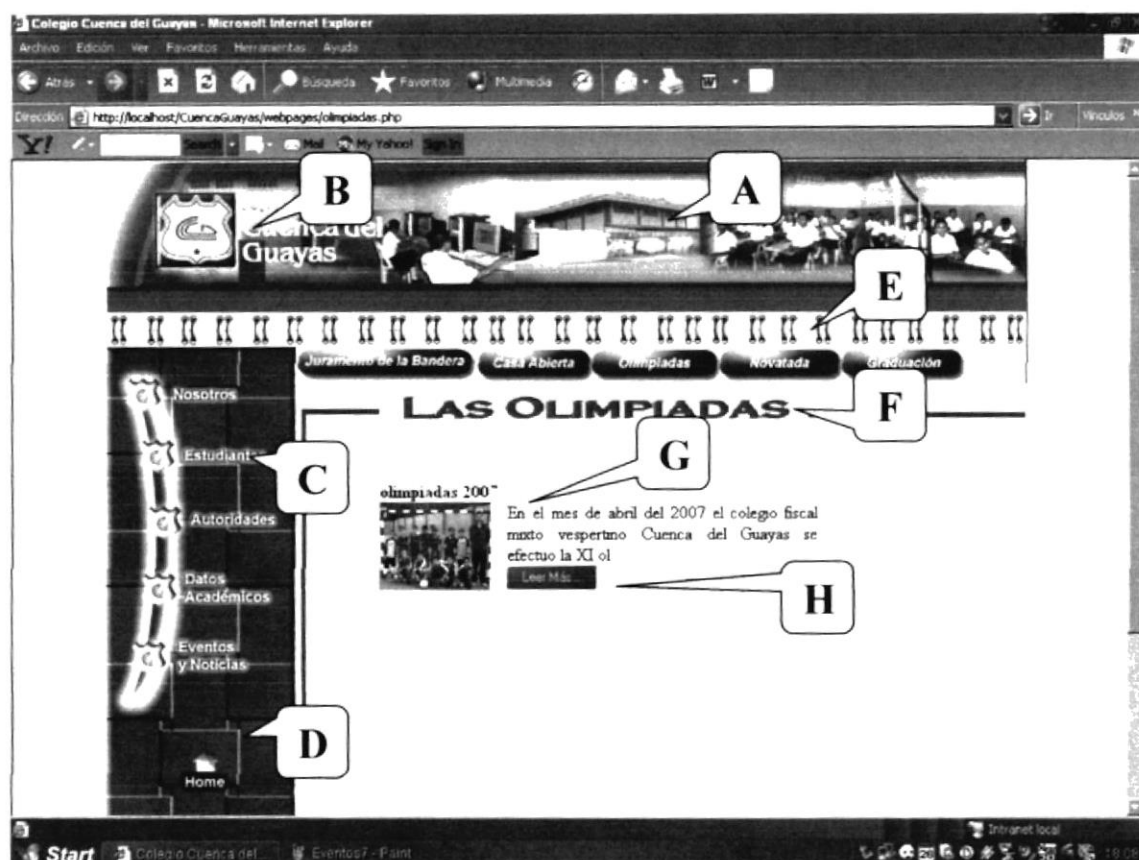 Colegio Cuenca del Guayas - Microsoft Internet Explorer
Archivo Edición Ver Favoritos Herramientas Ayuda
Atrás Búsqueda Favoritos Multimedia
Dirección http://localhost/CuencaGuayas/webpages/olimpiadas.php Ir Vínculos
Y! Search Mail My Yahoo! Sign In
B
A
Cuenca del
Guayas
E
Juramento de la Bandera Casa Abierta Olimpiadas Novatada Graduación
LAS OLIMPIADAS
F
Nosotros
Estudiantes
C
Autoridades
Datos
Académicos
Eventos
y Noticias
D
Home
G
olimpiadas 2007
En el mes de abril del 2007 el colegio fiscal
mixto vespertino Cuenca del Guayas se
efectuo la XI ol
Leer Más...
H
Intranet local
Start Colegio Cuenca del... Eventos7 - Paint 18:09